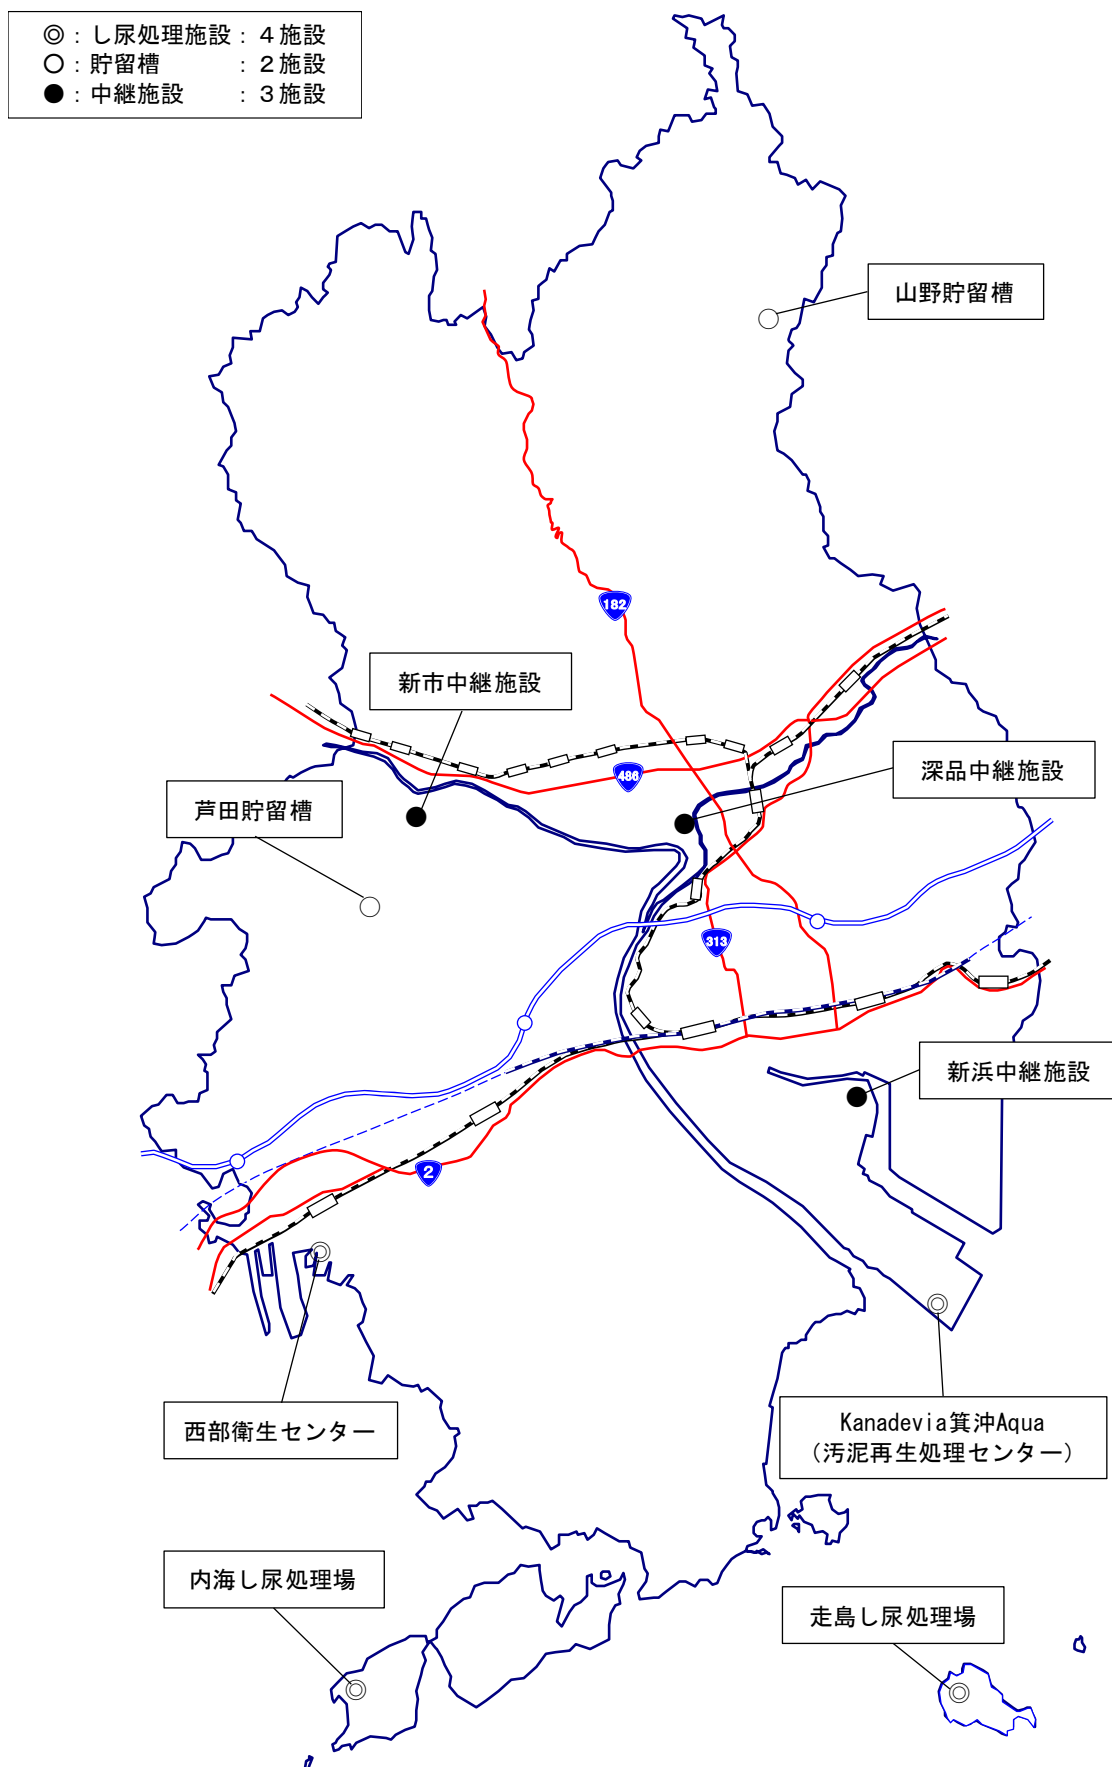 ◎：し尿処理施設：４施設
○：貯留槽　　　：２施設
●：中継施設　　：３施設
山野貯留槽
182
新市中継施設
深品中継施設
486
芦田貯留槽
313
新浜中継施設
2
西部衛生センター
Kanadevia箕沖Aqua
（汚泥再生処理センター）
内海し尿処理場
走島し尿処理場